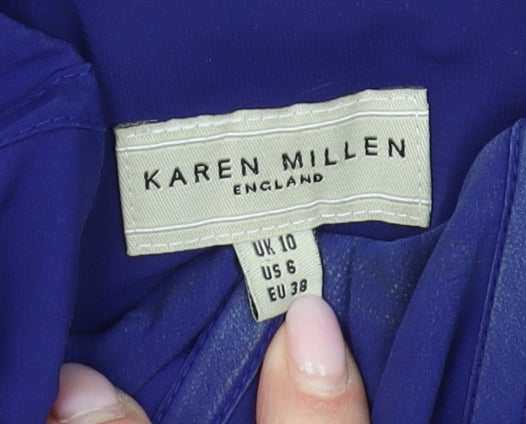 KAREN MILLEN
ENGLAND
UK 10
US 6
EU 38